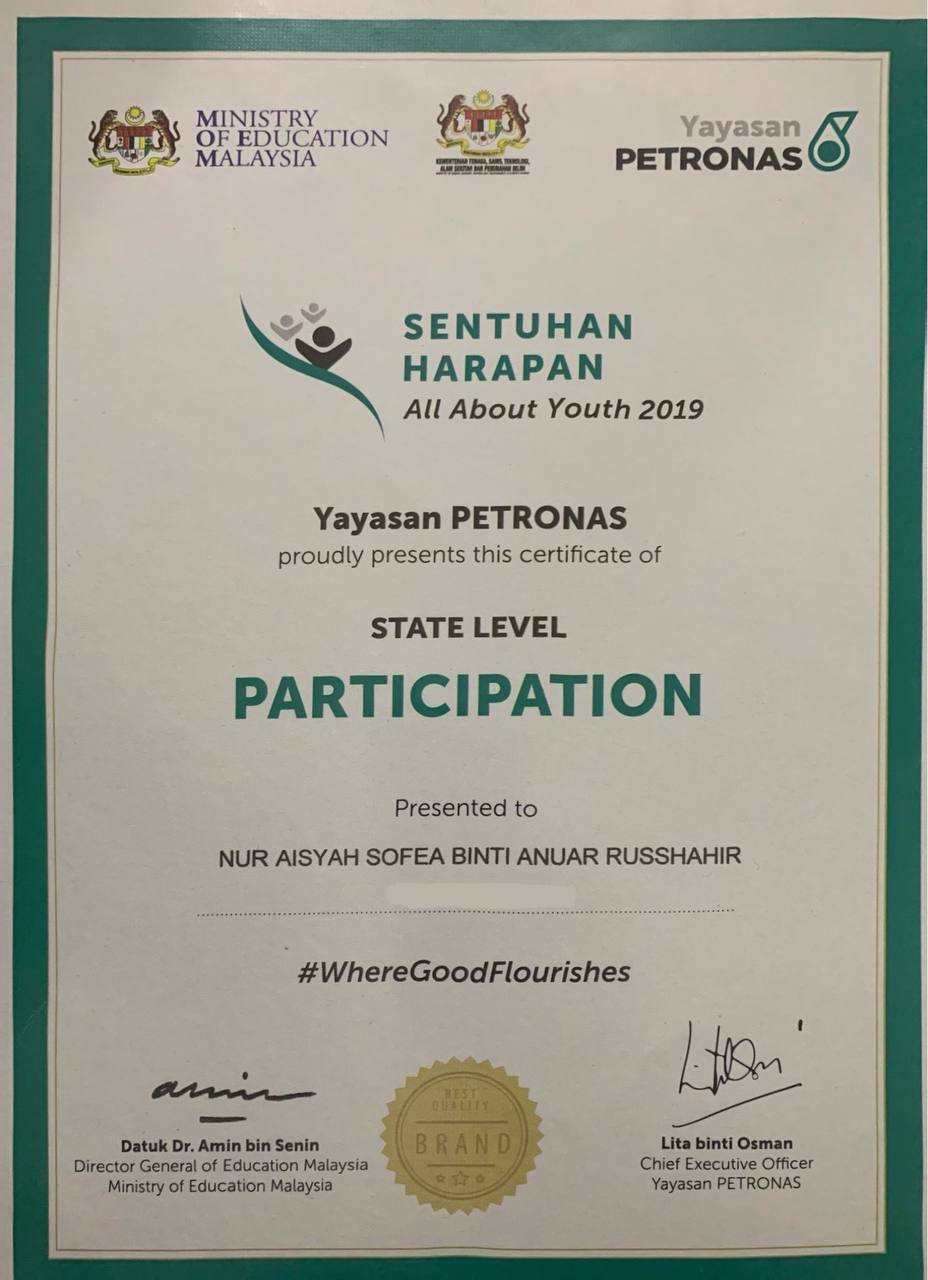 MINISTRY
OF EDUCATION
MALAYSIA
KEMENTERIAN TENAGA, SAINS, TEKNOLOGI,
ALAM SEKITAR DAN PERUBAHAN IKLIM
Yayasan
PETRONAS
SENTUHAN
HARAPAN
All About Youth 2019
Yayasan PETRONAS
proudly presents this certificate of
STATE LEVEL
PARTICIPATION
Presented to
NUR AISYAH SOFEA BINTI ANUAR RUSSHAHIR
#WhereGoodFlourishes
amin
Datuk Dr. Amin bin Senin
Director General of Education Malaysia
Ministry of Education Malaysia
BEST
QUALITY
BRAND
Lita binti Osman
Chief Executive Officer
Yayasan PETRONAS